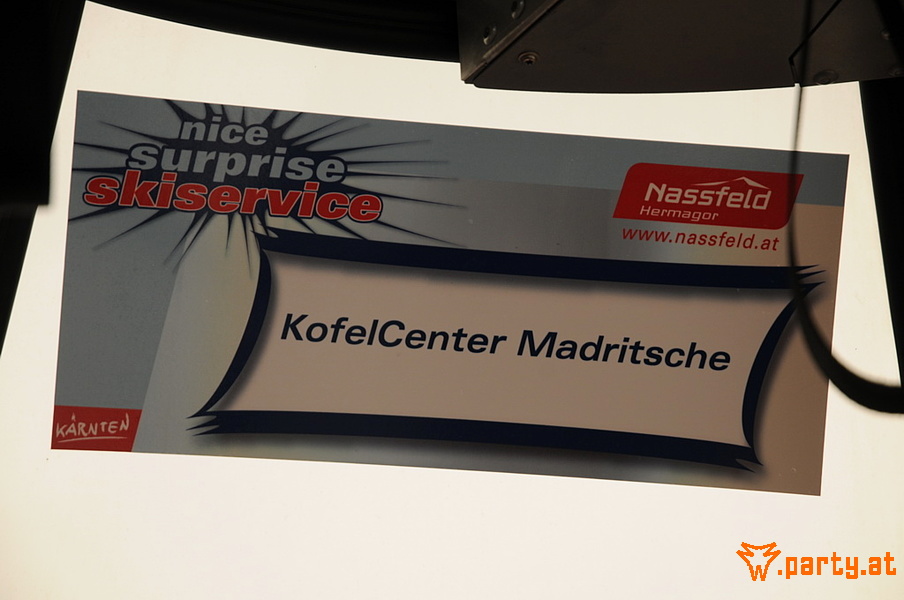 nice
surprise
skiservice
Nassfeld
Hermagor
www.nassfeld.at
KofelCenter Madritsche
KÄRNTEN
W.party.at